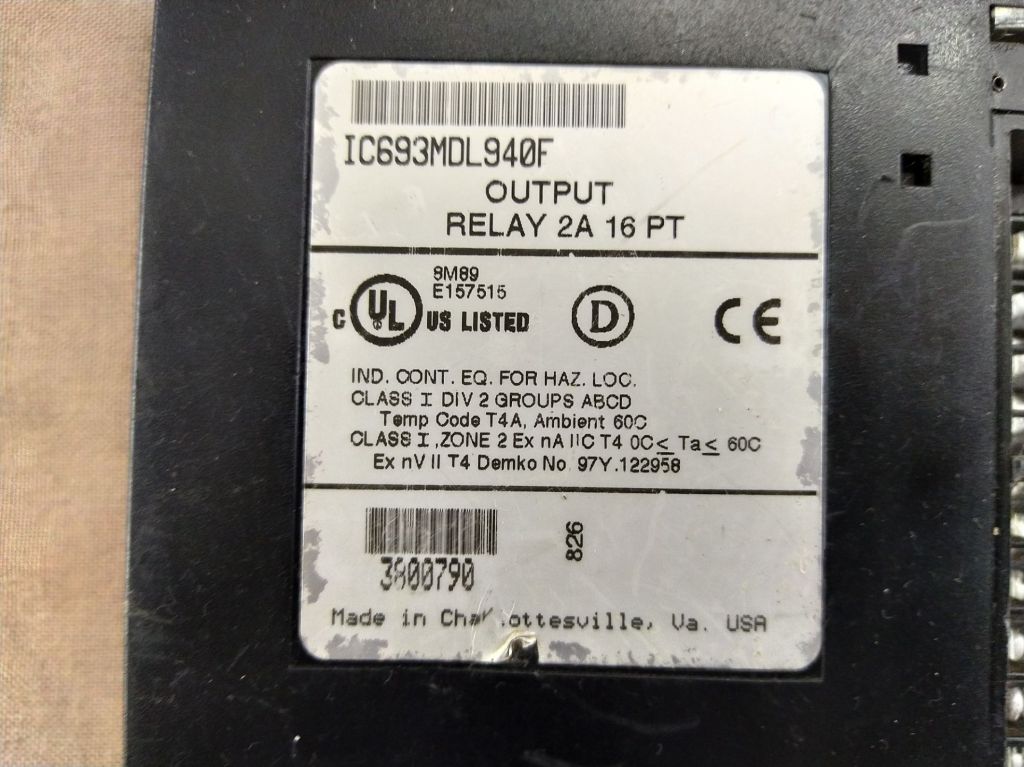 IC693MDL940F
OUTPUT
RELAY 2A 16 PT
9M89
E157515
C UL US LISTED
D
CE
IND. CONT. EQ. FOR HAZ. LOC.
CLASS I DIV 2 GROUPS ABCD
Temp Code T4A, Ambient 60C
CLASS I, ZONE 2 Ex nA IIC T4 0C≤ Ta≤ 60C
Ex nV II T4 Demko No. 97Y.122958
826
Made in Charlottesville, Va. USA